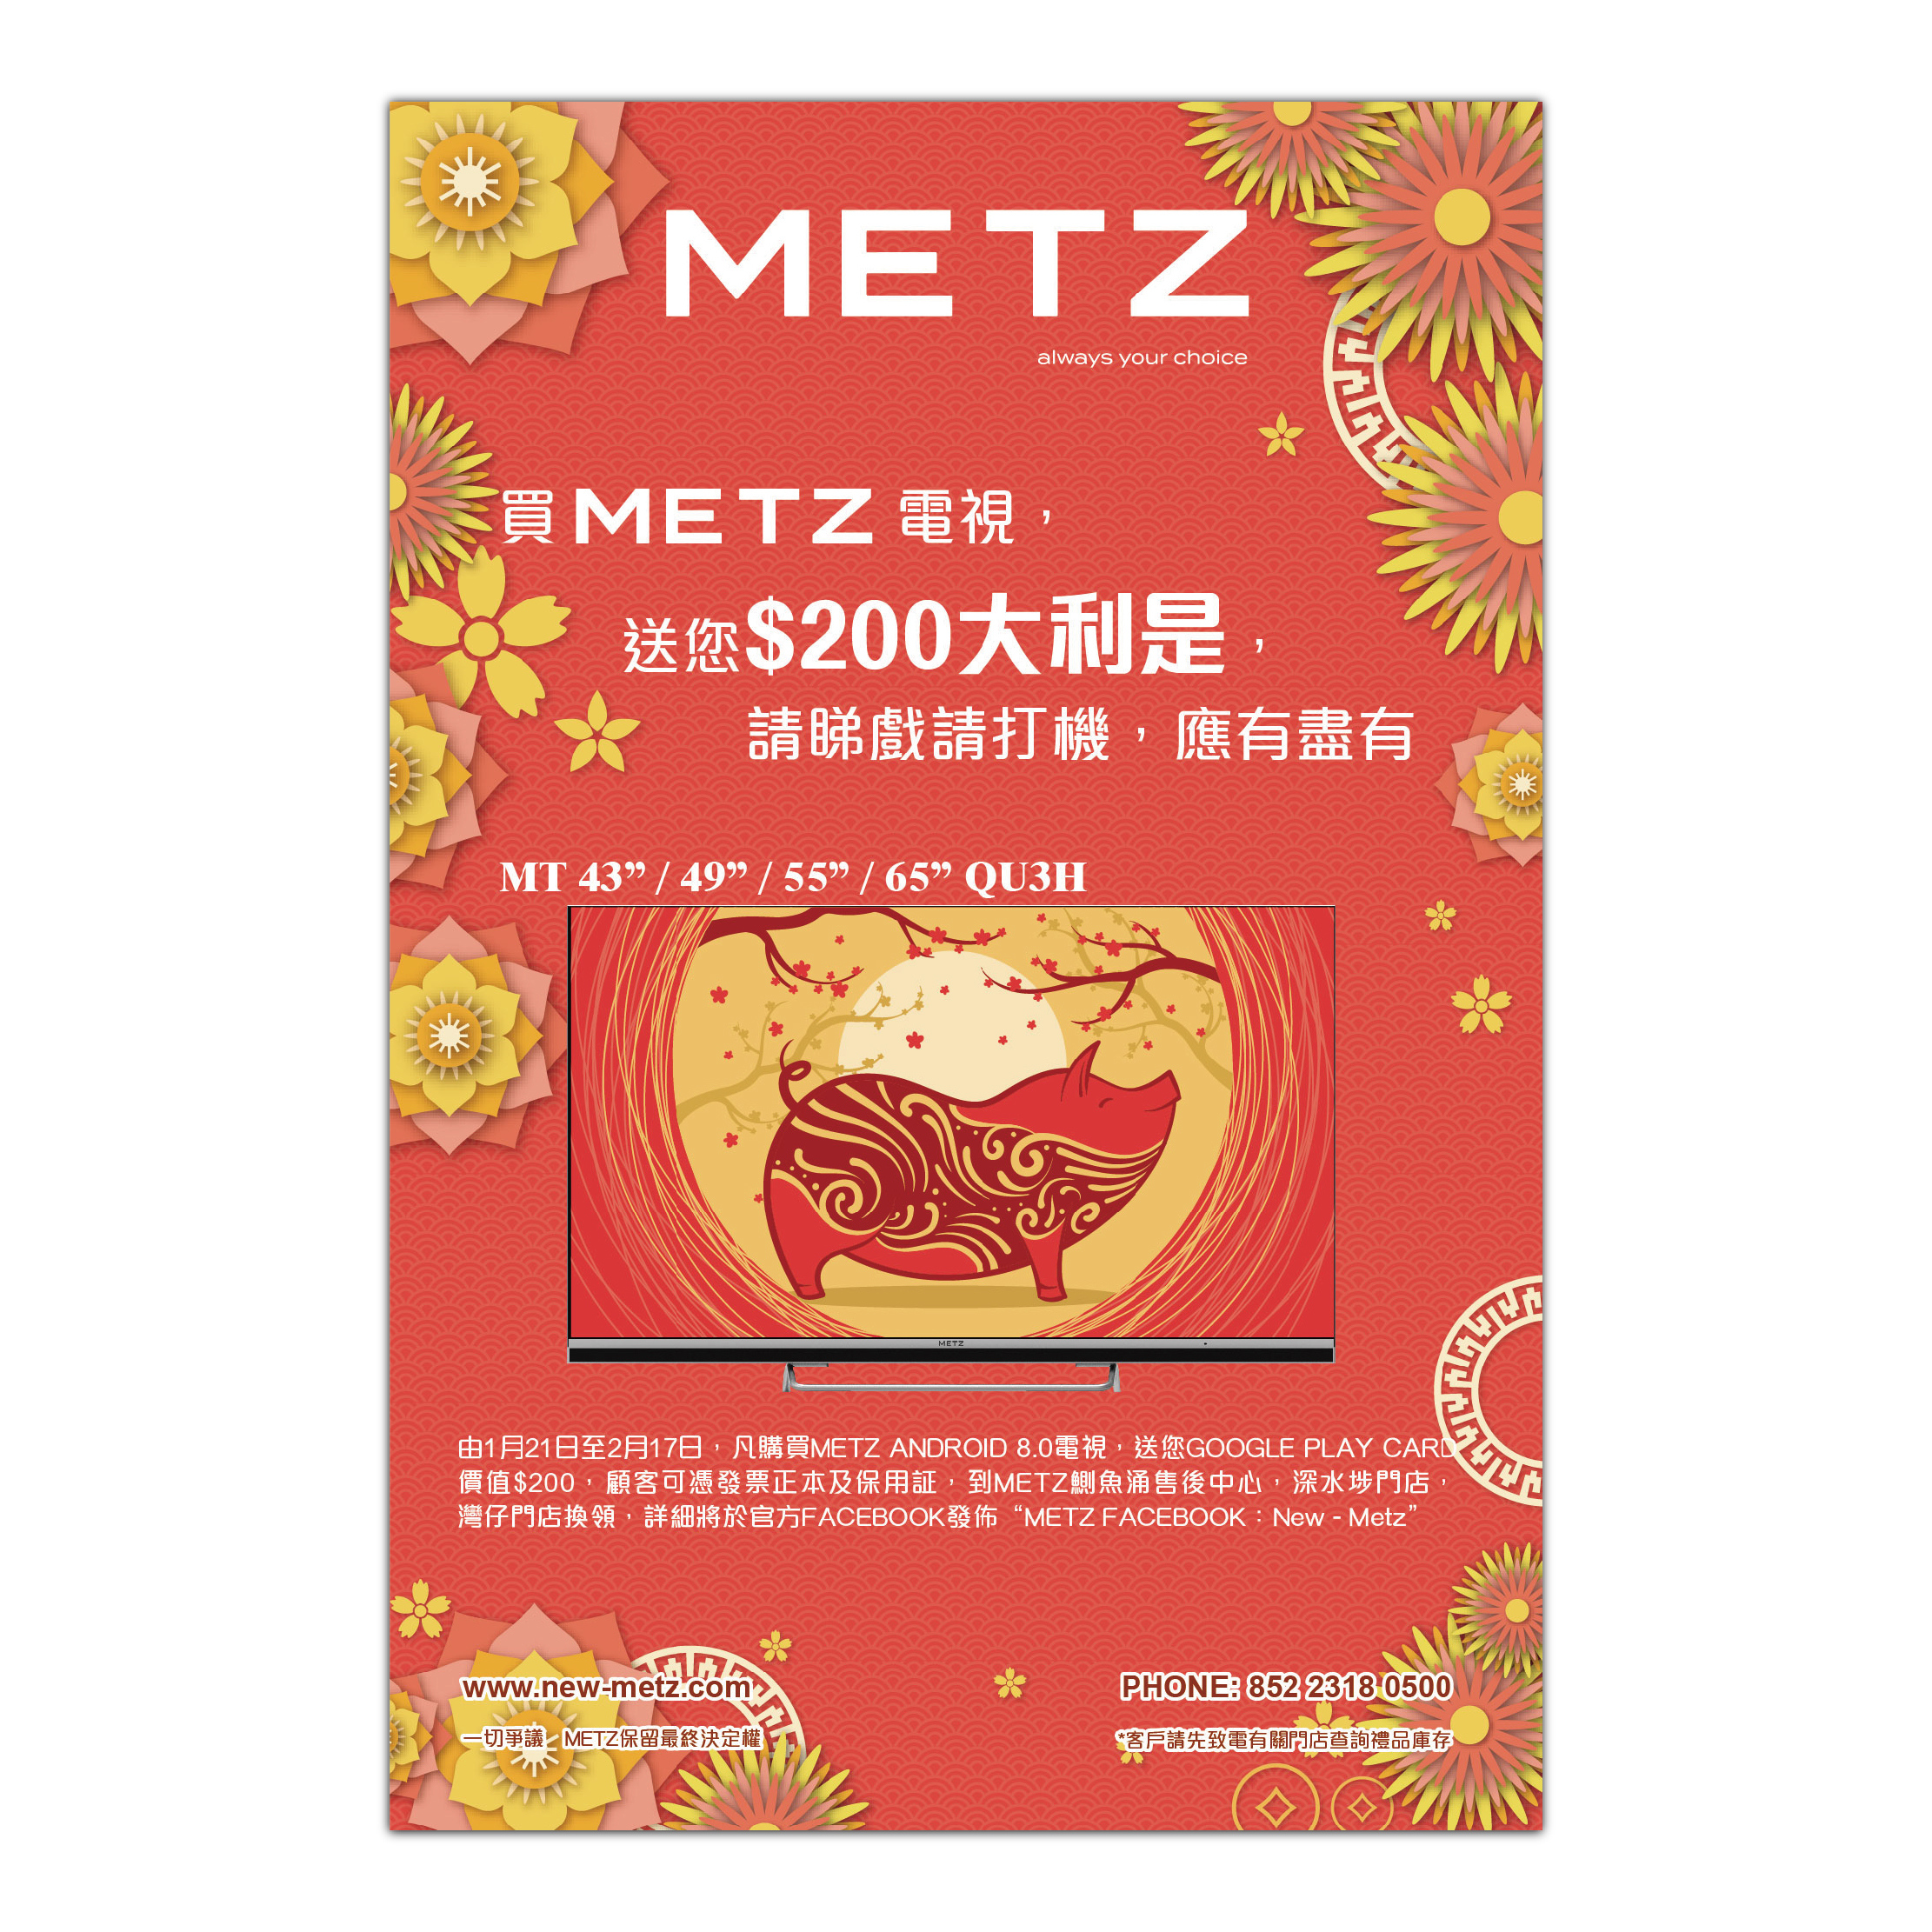 METZ
always your choice
買METZ電視，
送您$200大利是，
請睇戲請打機，應有盡有
MT 43” / 49” / 55” / 65” QU3H
METZ
由1月21日至2月17日，凡購買METZ ANDROID 8.0電視，送您GOOGLE PLAY CARD
價值$200，顧客可憑發票正本及保用証，到METZ鰂魚涌售後中心，深水埗門店，
灣仔門店換領，詳細將於官方FACEBOOK發佈“METZ FACEBOOK：New - Metz”
www.new-metz.com
PHONE: 852 2318 0500
一切爭議，METZ保留最終決定權
*客戶請先致電有關門店查詢禮品庫存